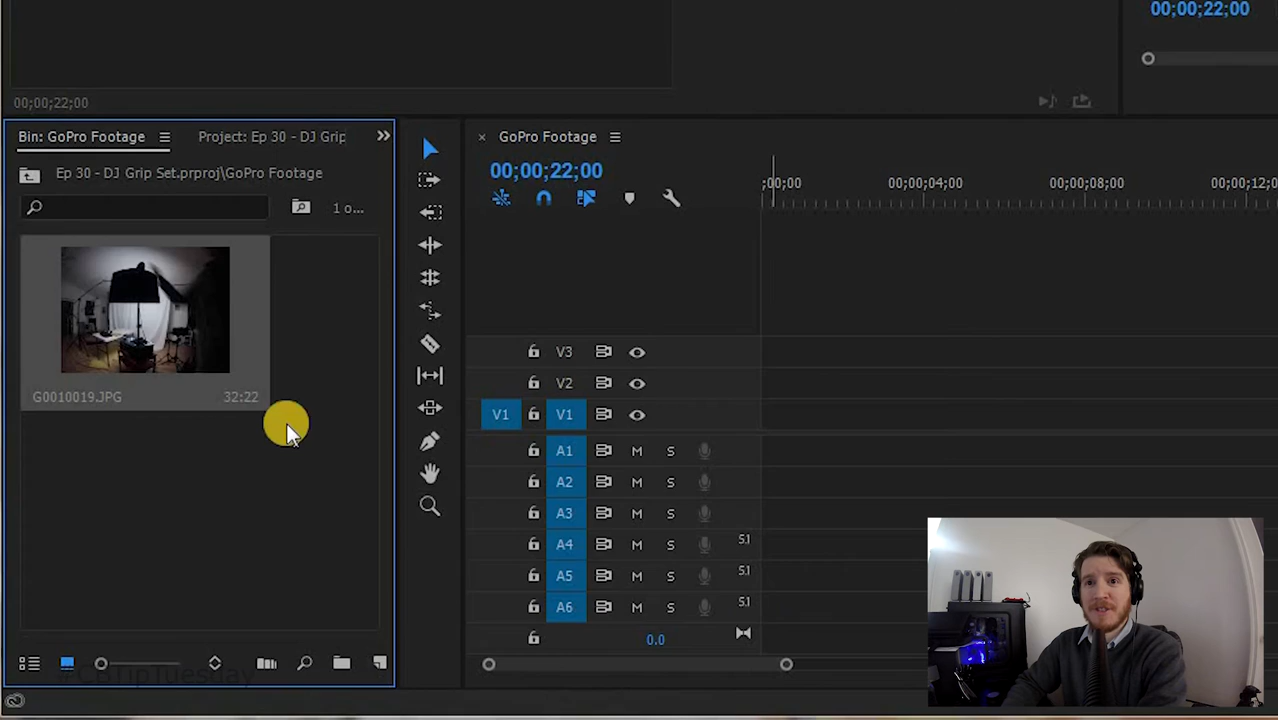 00;00;22;00
00;00;22;00
Bin: GoPro Footage
Project: Ep 30 - DJ Grip
GoPro Footage
Ep 30 - DJ Grip Set.prproj\GoPro Footage
00;00;22;00
;00;00
00;00;04;00
00;00;08;00
00;00;12;0
1 o...
G0010019.JPG
32:22
V3
V2
V1
V1
A1
M
S
A2
M
S
A3
M
S
A4
M
S
5.1
A5
M
S
5.1
A6
M
S
5.1
0.0
#CBTipTuesday